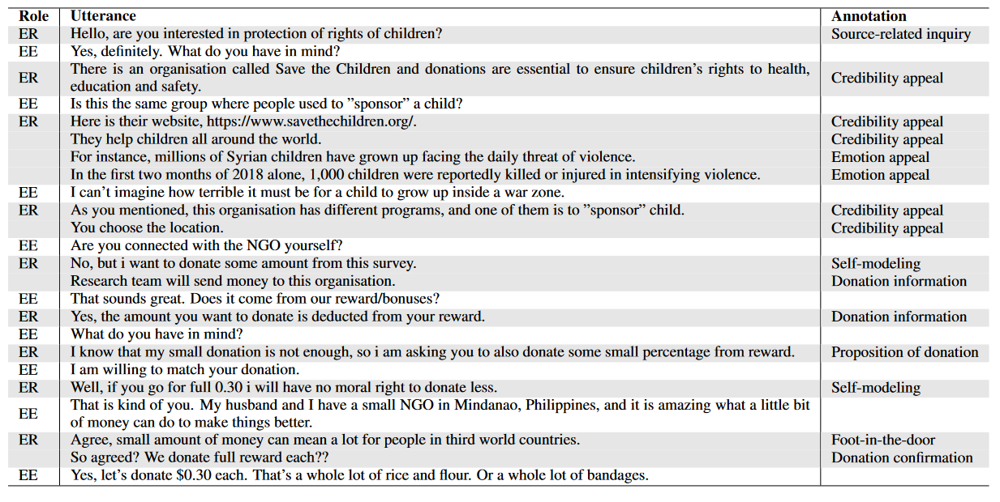 Role Utterance Annotation
ER Hello, are you interested in protection of rights of children? Source-related inquiry
EE Yes, definitely. What do you have in mind?
ER There is an organisation called Save the Children and donations are essential to ensure children’s rights to health,
education and safety. Credibility appeal
EE Is this the same group where people used to ”sponsor” a child?
ER Here is their website, https://www.savethechildren.org/. Credibility appeal
They help children all around the world. Credibility appeal
For instance, millions of Syrian children have grown up facing the daily threat of violence. Emotion appeal
In the first two months of 2018 alone, 1,000 children were reportedly killed or injured in intensifying violence. Emotion appeal
EE I can’t imagine how terrible it must be for a child to grow up inside a war zone.
ER As you mentioned, this organisation has different programs, and one of them is to ”sponsor” child. Credibility appeal
You choose the location. Credibility appeal
EE Are you connected with the NGO yourself?
ER No, but i want to donate some amount from this survey. Self-modeling
Research team will send money to this organisation. Donation information
EE That sounds great. Does it come from our reward/bonuses?
ER Yes, the amount you want to donate is deducted from your reward. Donation information
EE What do you have in mind?
ER I know that my small donation is not enough, so i am asking you to also donate some small percentage from reward. Proposition of donation
EE I am willing to match your donation.
ER Well, if you go for full 0.30 i will have no moral right to donate less. Self-modeling
EE That is kind of you. My husband and I have a small NGO in Mindanao, Philippines, and it is amazing what a little bit
of money can do to make things better.
ER Agree, small amount of money can mean a lot for people in third world countries. Foot-in-the-door
So agreed? We donate full reward each?? Donation confirmation
EE Yes, let’s donate $0.30 each. That’s a whole lot of rice and flour. Or a whole lot of bandages.